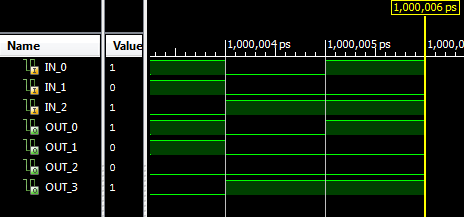 1,000,006 ps
Name Value
1,000,004 ps 1,000,005 ps 1,000,0
IN_0 1
IN_1 0
IN_2 1
OUT_0 1
OUT_1 0
OUT_2 0
OUT_3 1